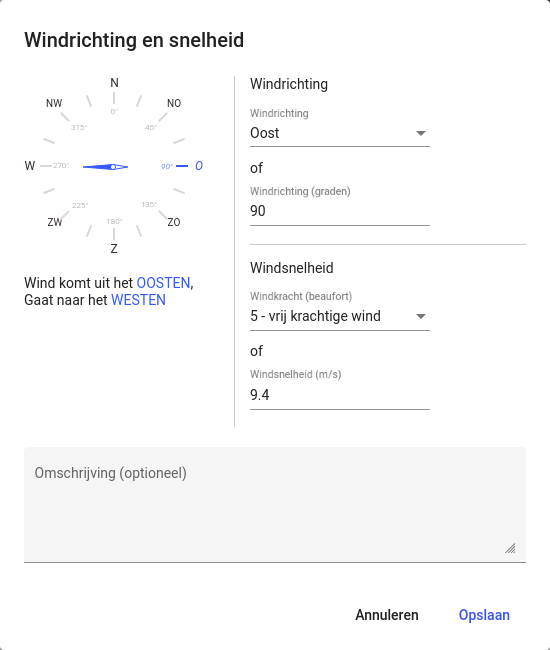 Windrichting en snelheid
N
NW
NO
0°
315°
45°
W
270°
90°
O
225°
135°
ZW
180°
ZO
Z
Wind komt uit het OOSTEN,
Gaat naar het WESTEN
Windrichting
Windrichting
Oost
of
Windrichting (graden)
90
Windsnelheid
Windkracht (beaufort)
5 - vrij krachtige wind
of
Windsnelheid (m/s)
9.4
Omschrijving (optioneel)
Annuleren
Opslaan